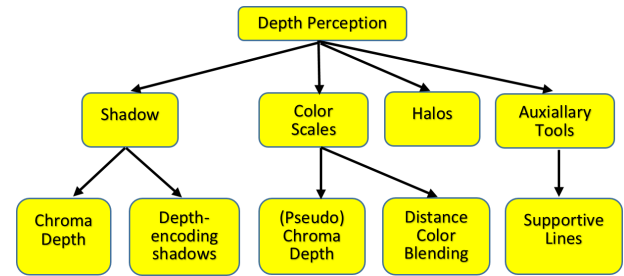 Depth Perception
Shadow
Color
Scales
Halos
Auxiallary
Tools
Chroma
Depth
Depth-
encoding
shadows
(Pseudo)
Chroma
Depth
Distance
Color
Blending
Supportive
Lines